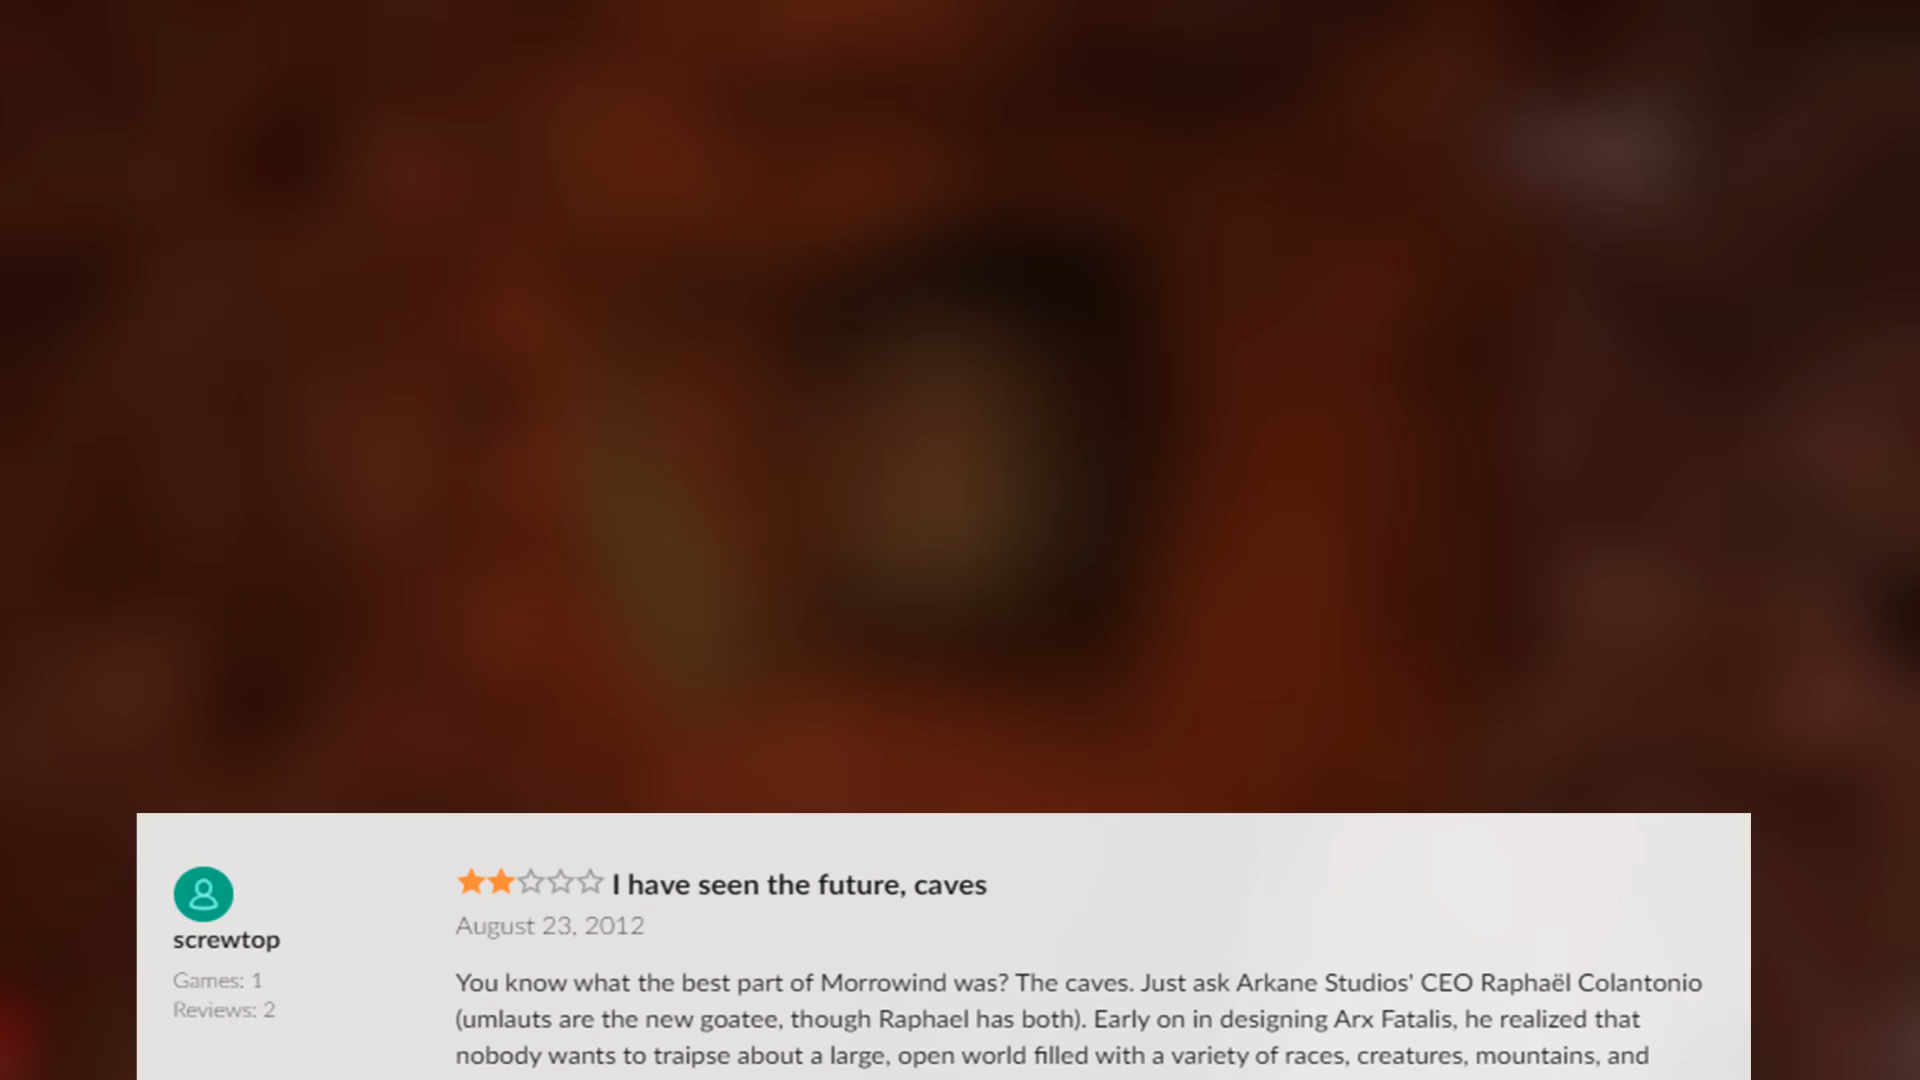 I have seen the future, caves
August 23, 2012
screwtop
Games: 1
Reviews: 2
You know what the best part of Morrowind was? The caves. Just ask Arkane Studios' CEO Raphaël Colantonio
(umlauts are the new goatee, though Raphael has both). Early on in designing Arx Fatalis, he realized that
nobody wants to traipse about a large, open world filled with a variety of races, creatures, mountains, and